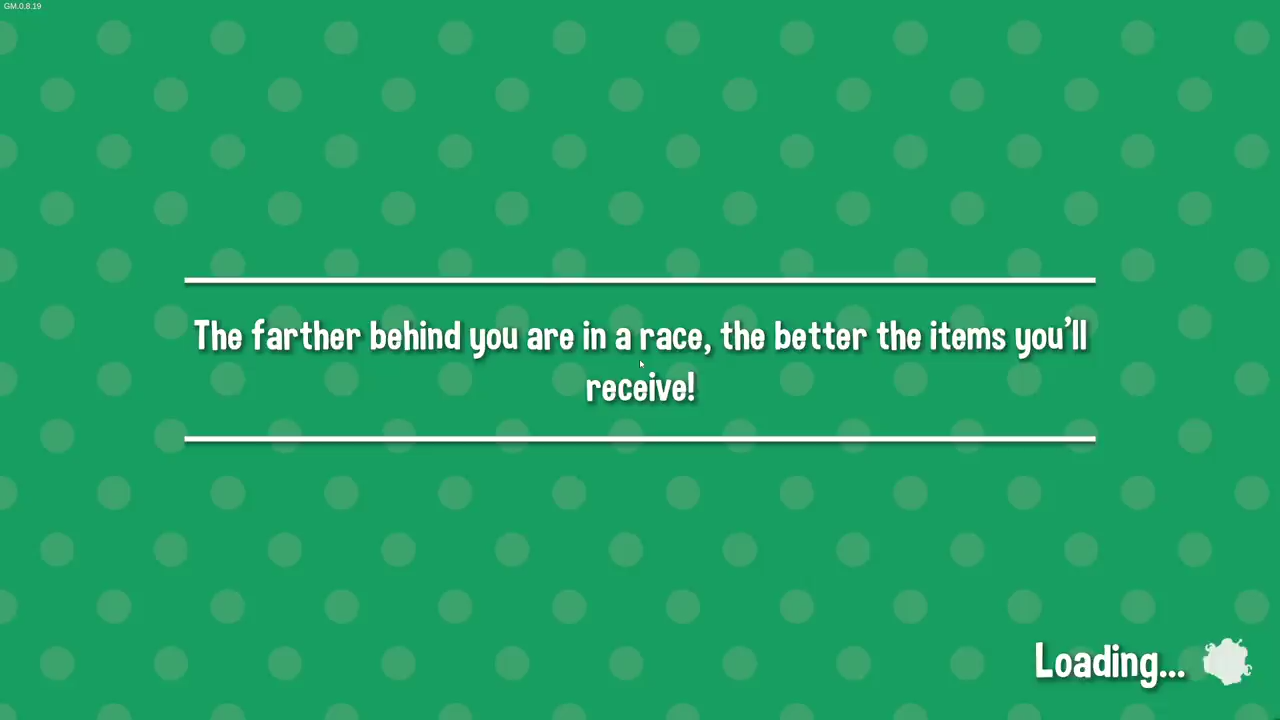 GM.0.8.19
The farther behind you are in a race, the better the items you’ll
receive!
Loading...